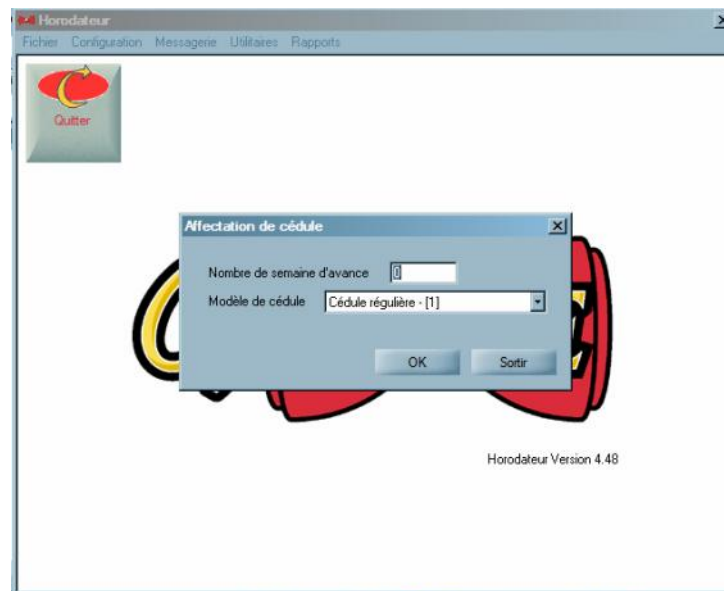 Horodateur
Fichier Configuration Messagerie Utilitaires Rapports
Quitter
Affectation de cédule
Nombre de semaine d'avance 0
Modèle de cédule Cédule régulière - [1]
OK Sortir
Horodateur Version 4.48